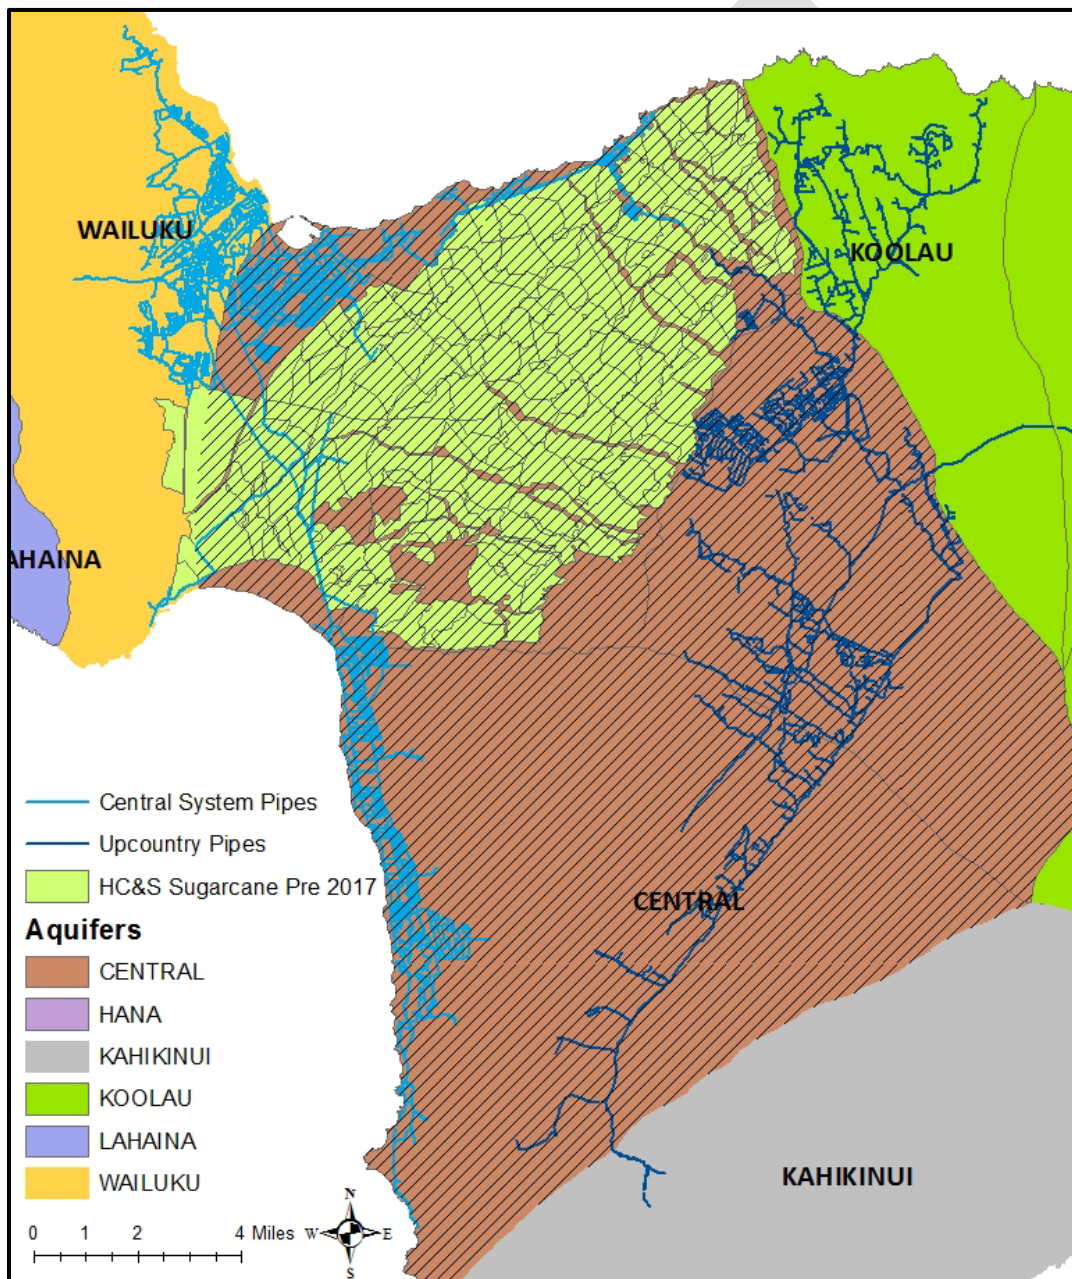 WAILUKU
KOOLAU
AHAINA
CENTRAL
KAHIKINUI
Central System Pipes
Upcountry Pipes
HC&S Sugarcane Pre 2017
Aquifers
CENTRAL
HANA
KAHIKINUI
KOOLAU
LAHAINA
WAILUKU
0 1 2 4 Miles
N
W E
S